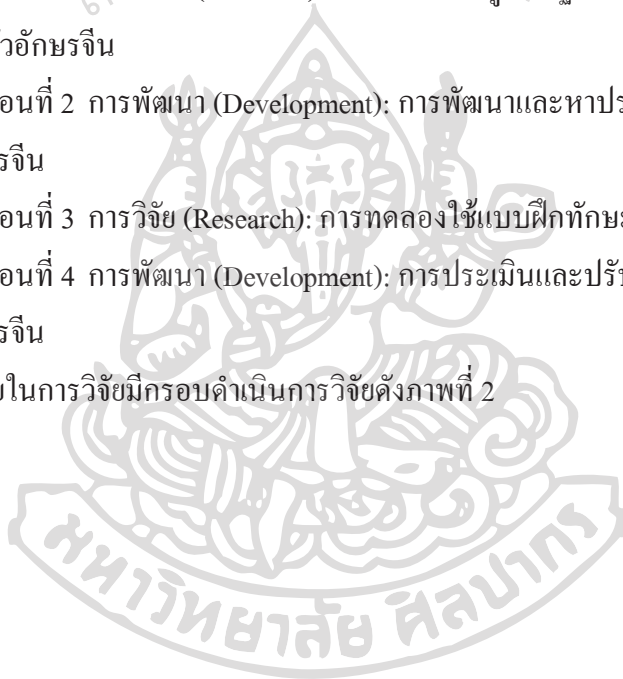 วอักษรจีน
อนที่ 2 การพัฒนา (Development): การพัฒนาและหาประ
รจีน
อนที่ 3 การวิจัย (Research): การทดลองใช้แบบฝึกทักษะ
อนที่ 4 การพัฒนา (Development): การประเมินและปรับ
รจีน
ยในการวิจัยมีกรอบดำเนินการวิจัยดังภาพที่ 2
มหาวิทยาลัย ศิลปากร